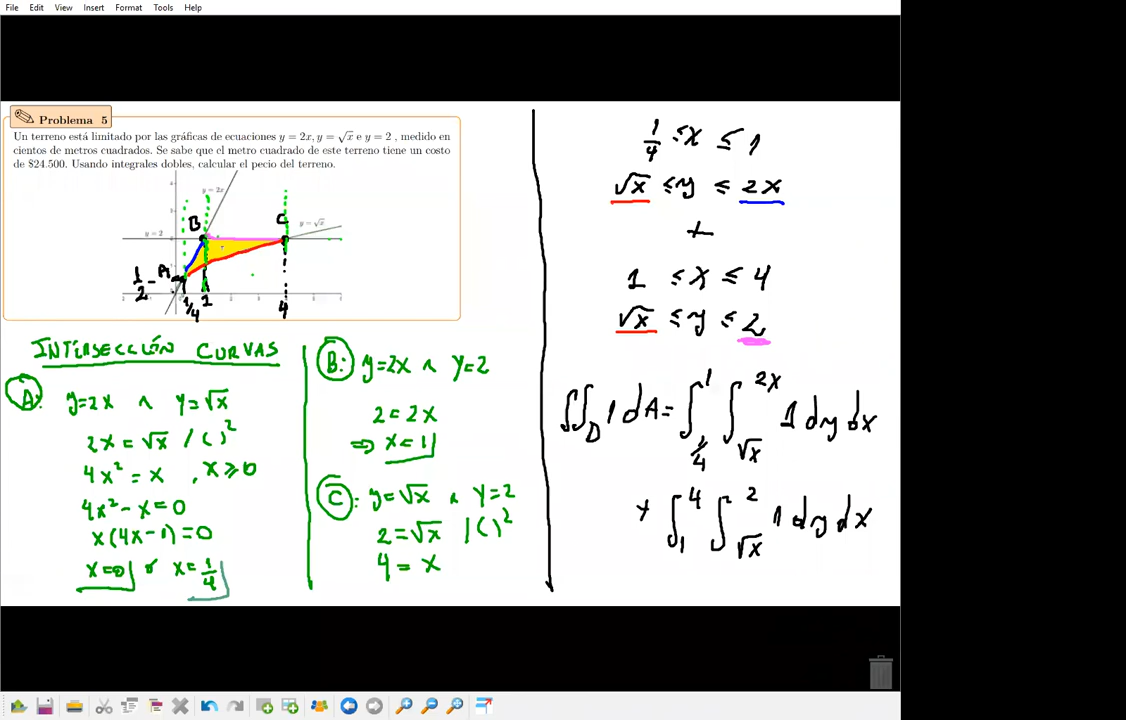 File Edit View Insert Format Tools Help
Problema 5
Un terreno está limitado por las gráficas de ecuaciones y = 2x, y = √x e y = 2 , medido en
cientos de metros cuadrados. Se sabe que el metro cuadrado de este terreno tiene un costo
de $24.500. Usando integrales dobles, calcular el pecio del terreno.
y = 2x
B
C
y = √x
y = 2
A
1/2
1/4
1
4
INTERSECCIÓN CURVAS
A:
y=2x ∧ y=√x
2x = √x / ( )²
4x² = x , x ≥ 0
4x² - x = 0
x(4x-1) = 0
x=0 ∨ x = 1/4
B: y=2x ∧ y=2
2 = 2x
⇒ x = 1
C: y=√x ∧ y=2
2 = √x / ( )²
4 = x
1/4 ≤ x ≤ 1
√x ≤ y ≤ 2x
+
1 ≤ x ≤ 4
√x ≤ y ≤ 2
∬_D 1 dA = ∫_{1/4}^{1} ∫_{√x}^{2x} 1 dy dx
+ ∫_{1}^{4} ∫_{√x}^{2} 1 dy dx